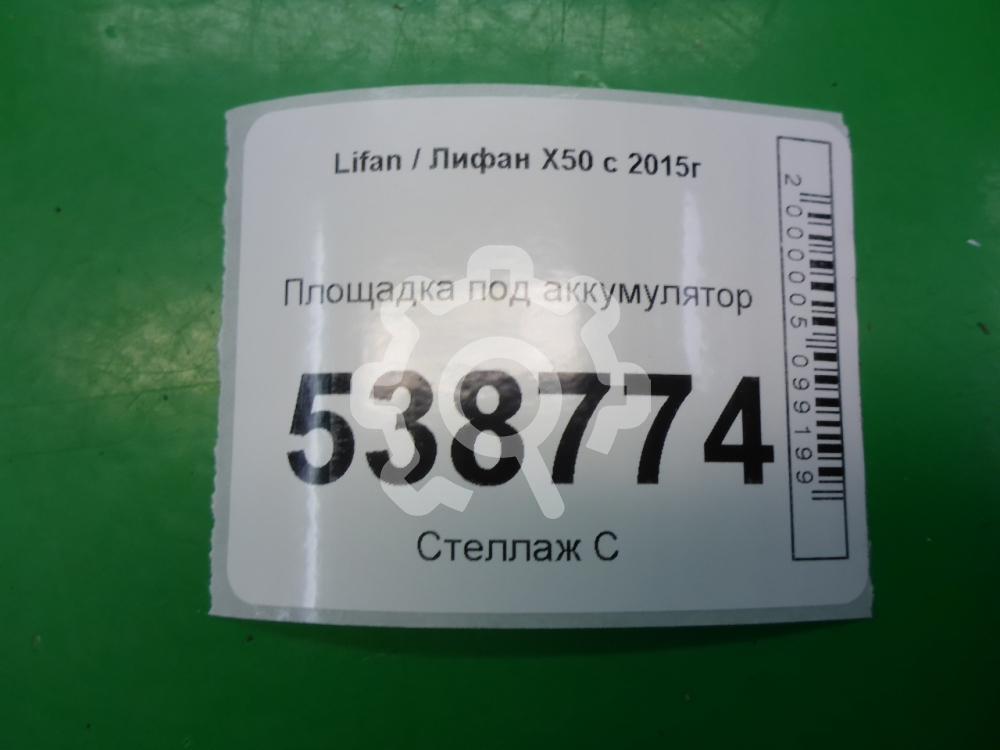 Lifan / Лифан X50 с 2015г
Площадка под аккумулятор
538774
Стеллаж С
2000005099199